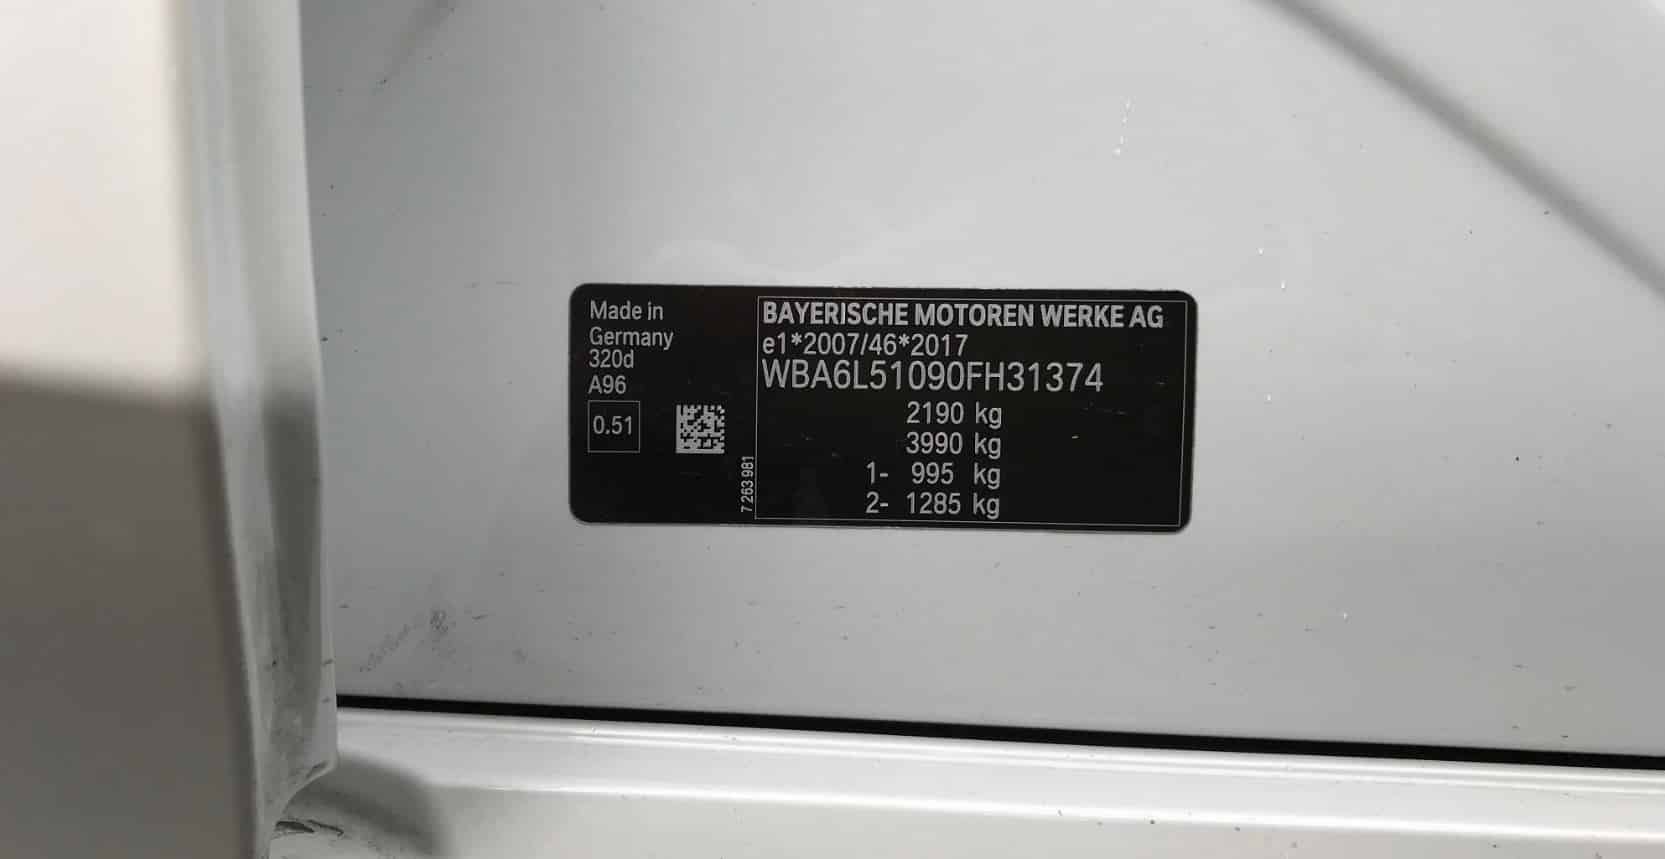 Made in
Germany
320d
A96
0.51
7 263 981
BAYERISCHE MOTOREN WERKE AG
e1*2007/46*2017
WBA6L51090FH31374
2190 kg
3990 kg
1- 995 kg
2- 1285 kg